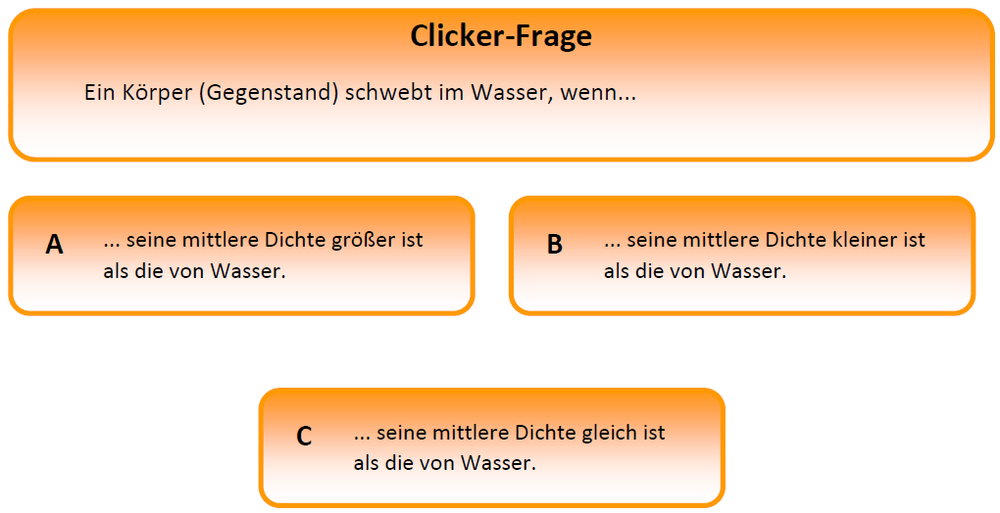 Clicker-Frage
Ein Körper (Gegenstand) schwebt im Wasser, wenn...
A
... seine mittlere Dichte größer ist
als die von Wasser.
B
... seine mittlere Dichte kleiner ist
als die von Wasser.
C
... seine mittlere Dichte gleich ist
als die von Wasser.